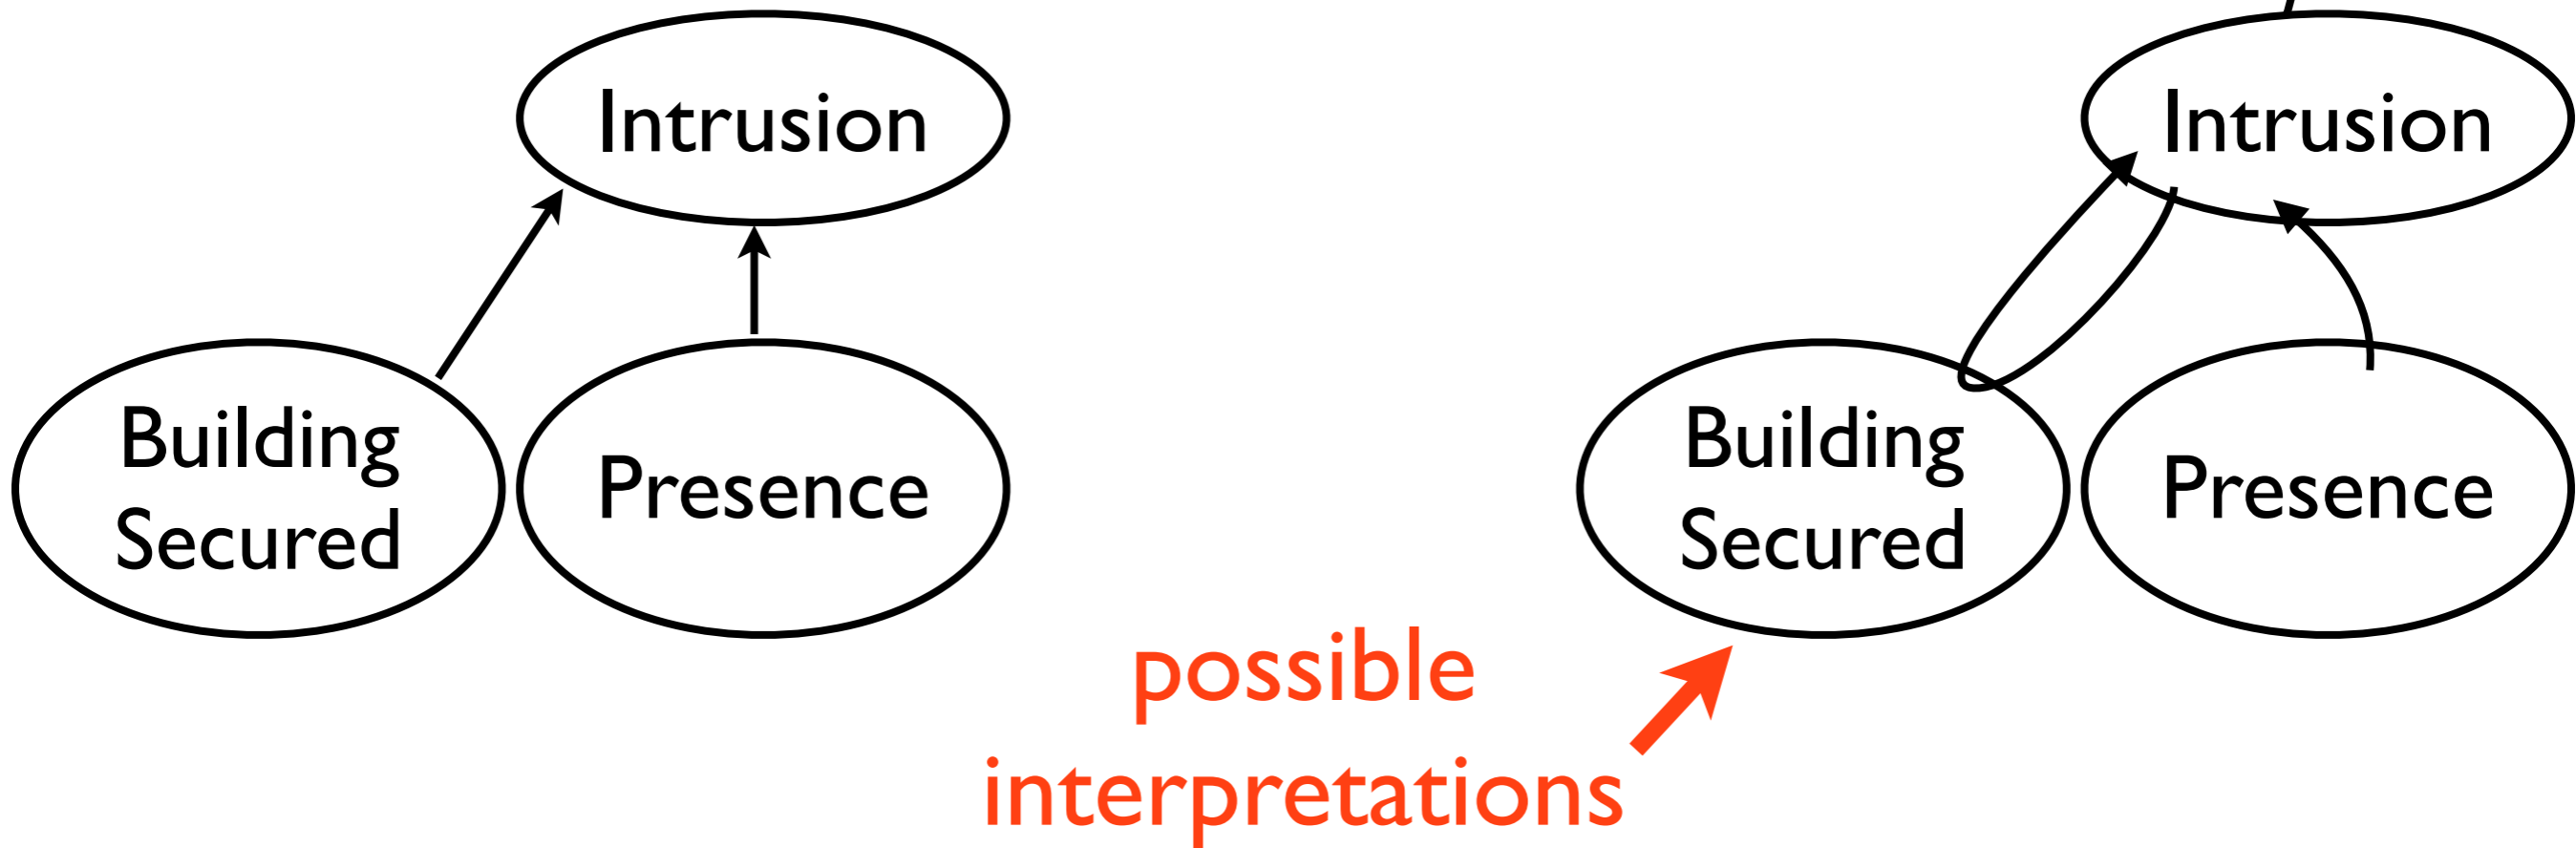 Intrusion
Building
Secured
Presence
Intrusion
Building
Secured
Presence
possible
interpretations